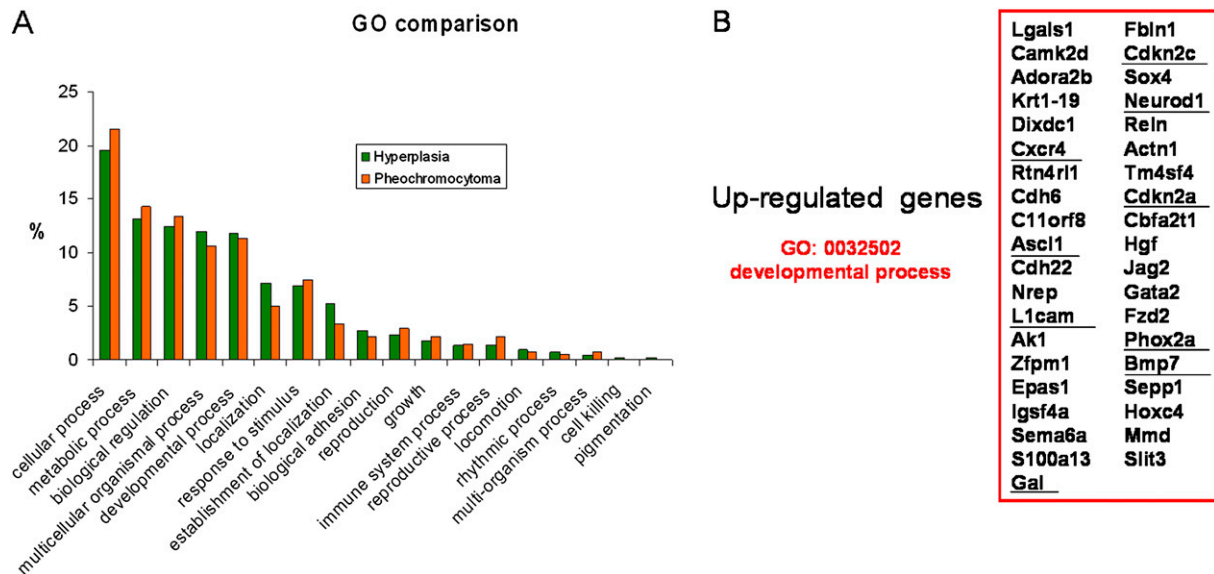 A
GO comparison
25
20
15
10
5
0
%
Hyperplasia
Pheochromocytoma
cellular process
metabolic process
biological regulation
multicellular organismal process
developmental process
localization
response to stimulus
establishment of localization
biological adhesion
reproduction
growth
immune system process
reproductive process
locomotion
rhythmic process
multi-organism process
cell killing
pigmentation
B
Up-regulated genes
GO: 0032502
developmental process
Lgals1
Camk2d
Adora2b
Krt1-19
Dixdc1
Cxcr4
Rtn4rl1
Cdh6
C11orf8
Ascl1
Cdh22
Nrep
L1cam
Ak1
Zfpm1
Epas1
Igsf4a
Sema6a
S100a13
Gal
Fbln1
Cdkn2c
Sox4
Neurod1
Reln
Actn1
Tm4sf4
Cdkn2a
Cbfa2t1
Hgf
Jag2
Gata2
Fzd2
Phox2a
Bmp7
Sepp1
Hoxc4
Mmd
Slit3